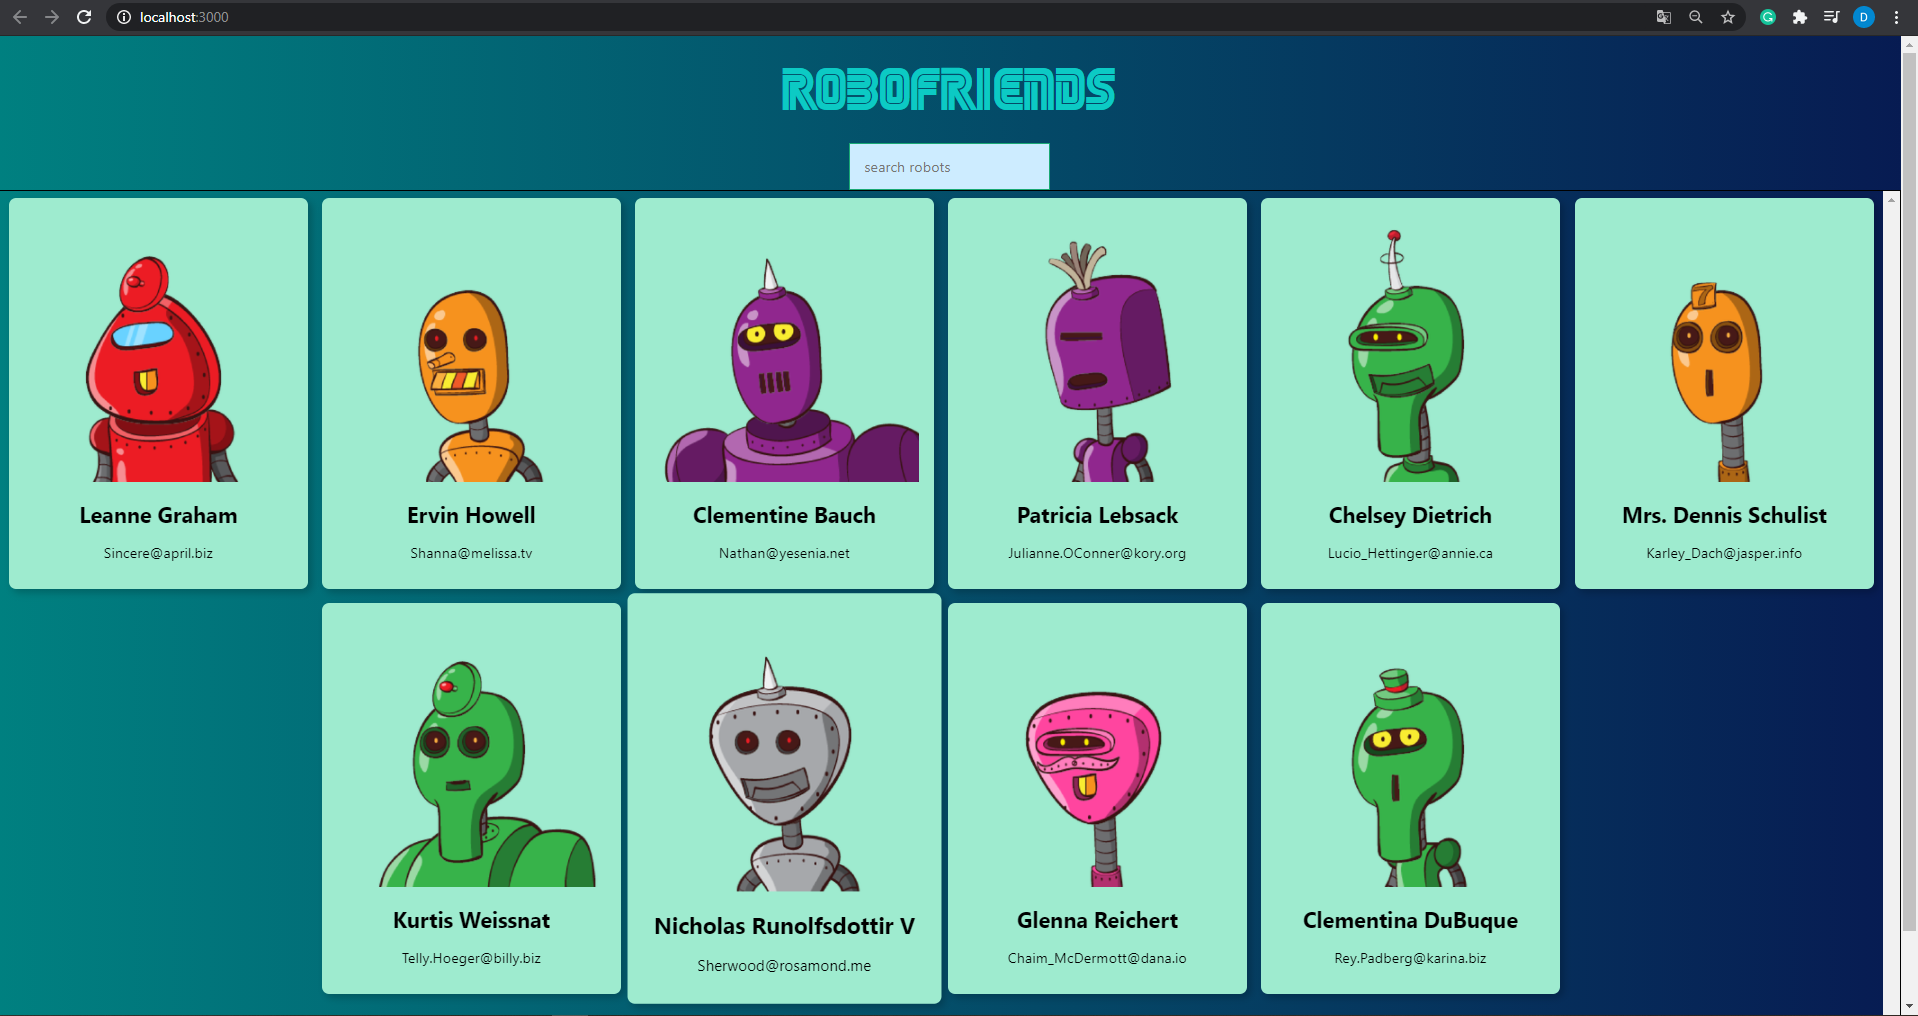 localhost:3000
D
ROBOFRIENDS
search robots
7
Leanne Graham
Sincere@april.biz
Ervin Howell
Shanna@melissa.tv
Clementine Bauch
Nathan@yesenia.net
Patricia Lebsack
Julianne.OConner@kory.org
Chelsey Dietrich
Lucio_Hettinger@annie.ca
Mrs. Dennis Schulist
Karley_Dach@jasper.info
Kurtis Weissnat
Telly.Hoeger@billy.biz
Nicholas Runolfsdottir V
Sherwood@rosamond.me
Glenna Reichert
Chaim_McDermott@dana.io
Clementina DuBuque
Rey.Padberg@karina.biz